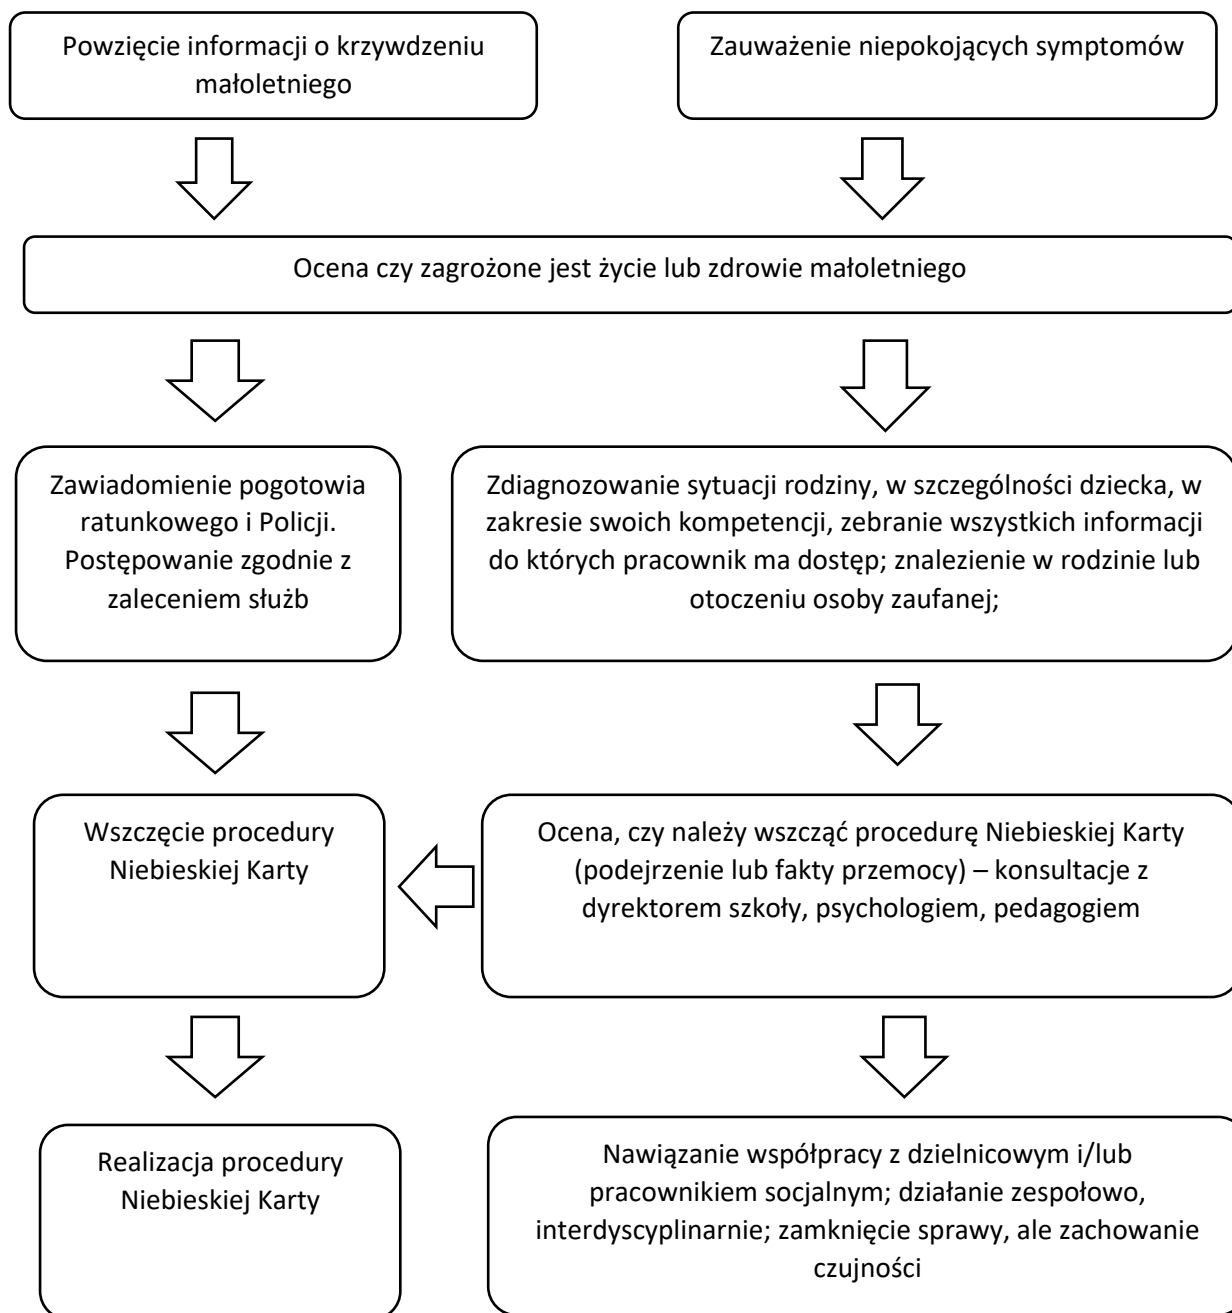 Powzięcie informacji o krzywdzeniu
małoletniego
Zauważenie niepokojących symptomów
Ocena czy zagrożone jest życie lub zdrowie małoletniego
Zawiadomienie pogotowia
ratunkowego i Policji.
Postępowanie zgodnie z
zaleceniem służb
Zdiagnozowanie sytuacji rodziny, w szczególności dziecka, w
zakresie swoich kompetencji, zebranie wszystkich informacji
do których pracownik ma dostęp; znalezienie w rodzinie lub
otoczeniu osoby zaufanej;
Wszczęcie procedury
Niebieskiej Karty
Ocena, czy należy wszcząć procedurę Niebieskiej Karty
(podejrzenie lub fakty przemocy) – konsultacje z
dyrektorem szkoły, psychologiem, pedagogiem
Realizacja procedury
Niebieskiej Karty
Nawiązanie współpracy z dzielnicowym i/lub
pracownikiem socjalnym; działanie zespołowo,
interdyscyplinarnie; zamknięcie sprawy, ale zachowanie
czujności